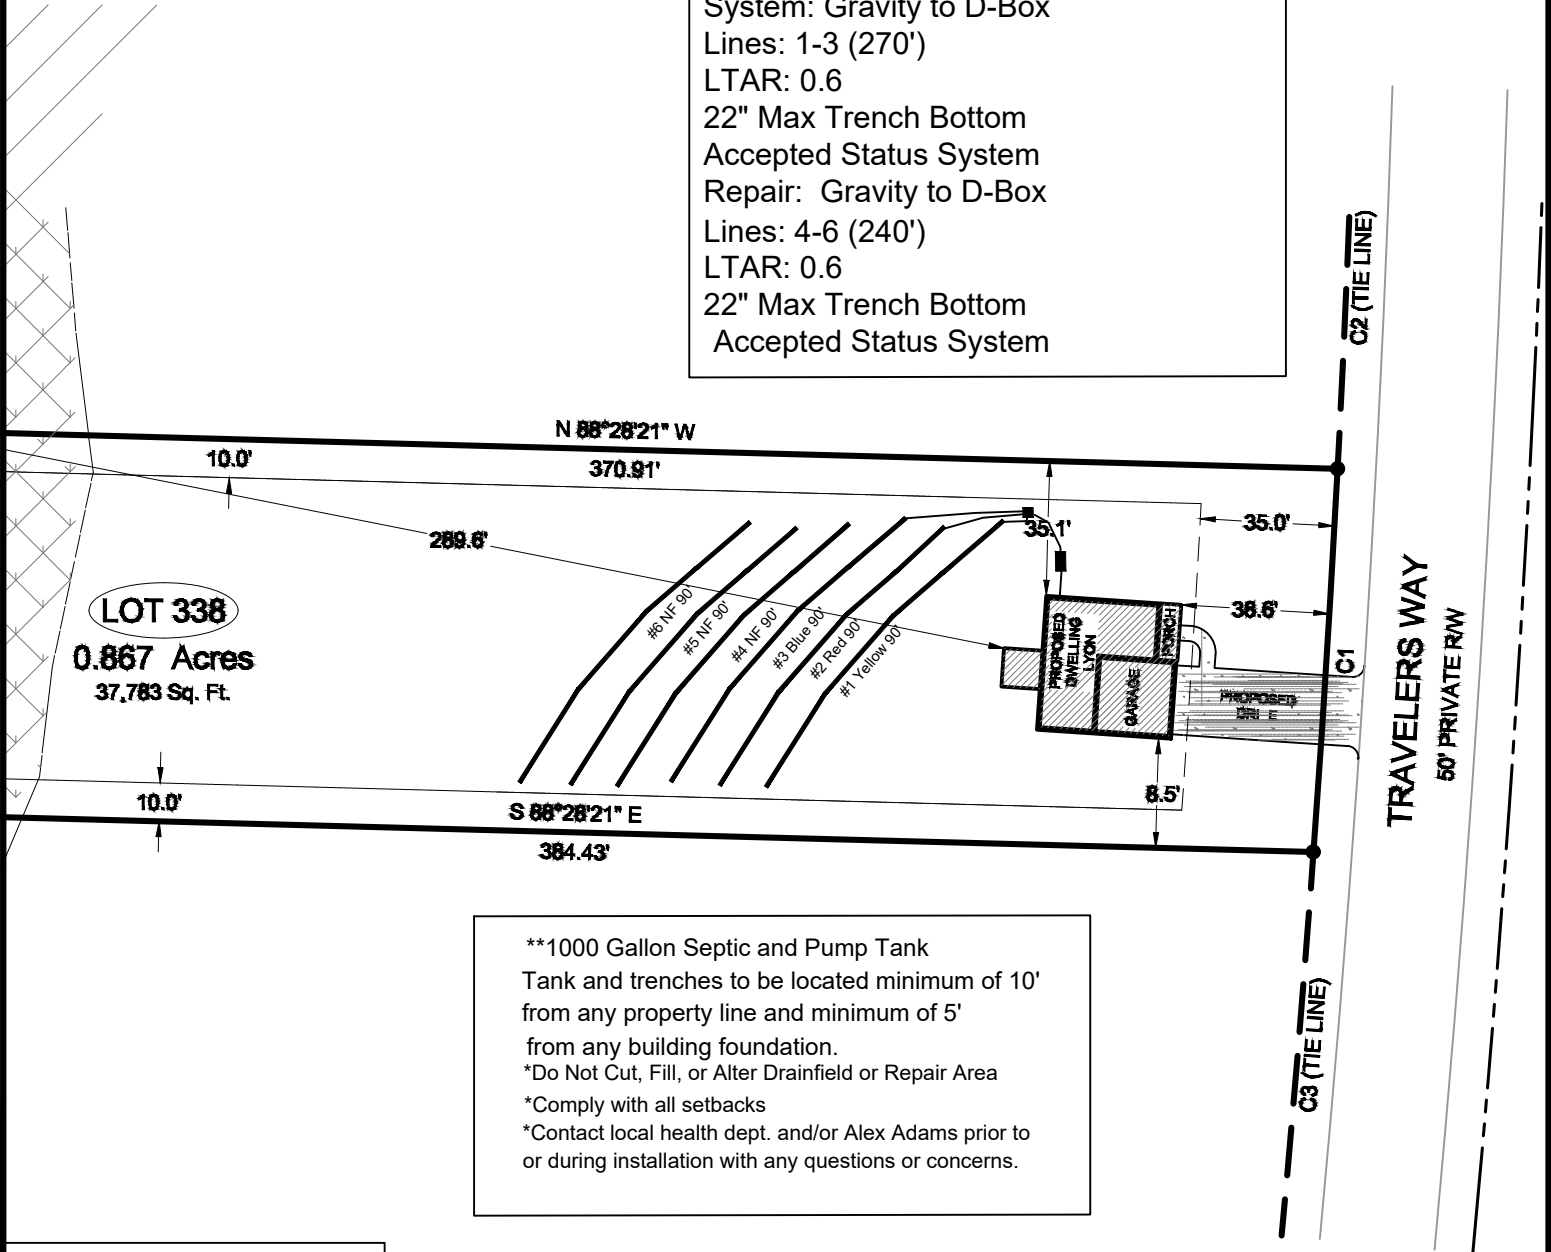 System: Gravity to D-Box
Lines: 1-3 (270')
LTAR: 0.6
22" Max Trench Bottom
Accepted Status System
Repair:  Gravity to D-Box
Lines: 4-6 (240')
LTAR: 0.6
22" Max Trench Bottom
Accepted Status System
C2 (TIE LINE)
N 88°28'21" W
10.0'
370.91'
289.6'
35.1'
35.0'
38.6'
LOT 338
0.867 Acres
37,783 Sq. Ft.
#6 NF 90'
#5 NF 90'
#4 NF 90'
#3 Blue 90'
#2 Red 90'
#1 Yellow 90'
PROPOSED
DWELLING
LYON
PORCH
GARAGE
PROPOSED
C1
TRAVELERS WAY
50' PRIVATE R/W
10.0'
8.5'
S 88°28'21" E
384.43'
**1000 Gallon Septic and Pump Tank
Tank and trenches to be located minimum of 10'
from any property line and minimum of 5'
from any building foundation.
*Do Not Cut, Fill, or Alter Drainfield or Repair Area
*Comply with all setbacks
*Contact local health dept. and/or Alex Adams prior to
or during installation with any questions or concerns.
C3 (TIE LINE)